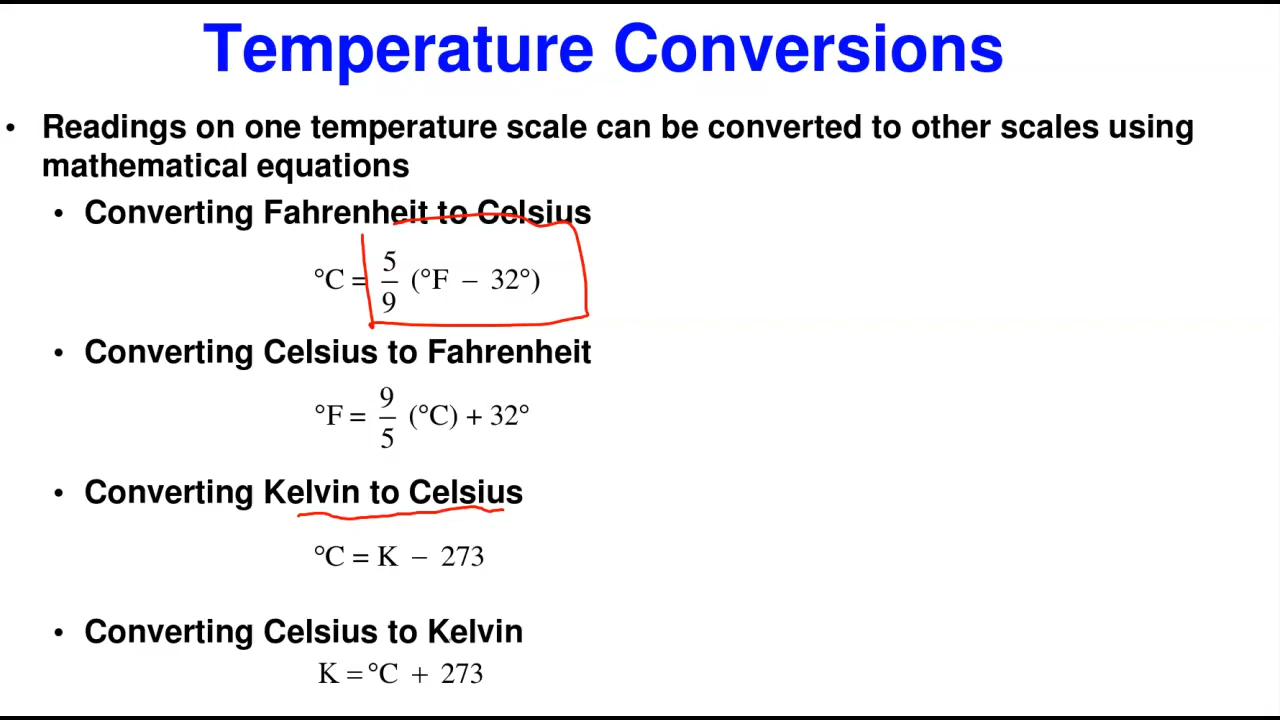 Temperature Conversions
• Readings on one temperature scale can be converted to other scales using
mathematical equations
• Converting Fahrenheit to Celsius
°C = 5/9 (°F − 32°)
• Converting Celsius to Fahrenheit
°F = 9/5 (°C) + 32°
• Converting Kelvin to Celsius
°C = K − 273
• Converting Celsius to Kelvin
K = °C + 273